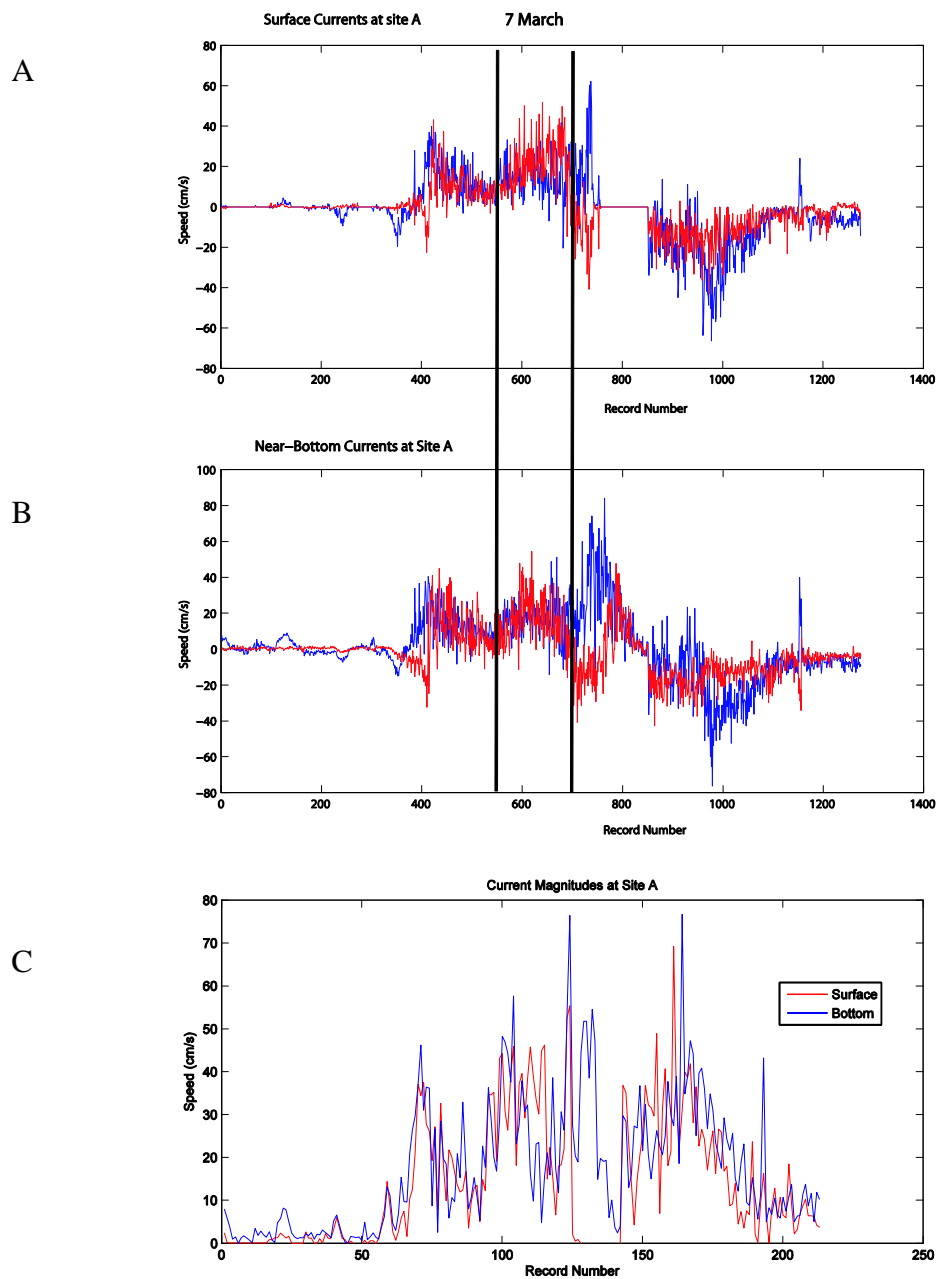 Surface Currents at site A
7 March
A
80
60
40
20
0
−20
−40
−60
−80
Speed (cm/s)
0 200 400 600 800 1000 1200 1400
Record Number
Near−Bottom Currents at Site A
B
100
80
60
40
20
0
−20
−40
−60
−80
Speed (cm/s)
0 200 400 600 800 1000 1200 1400
Record Number
Current Magnitudes at Site A
C
80
70
60
50
40
30
20
10
0
Speed (cm/s)
Surface
Bottom
0 50 100 150 200 250
Record Number